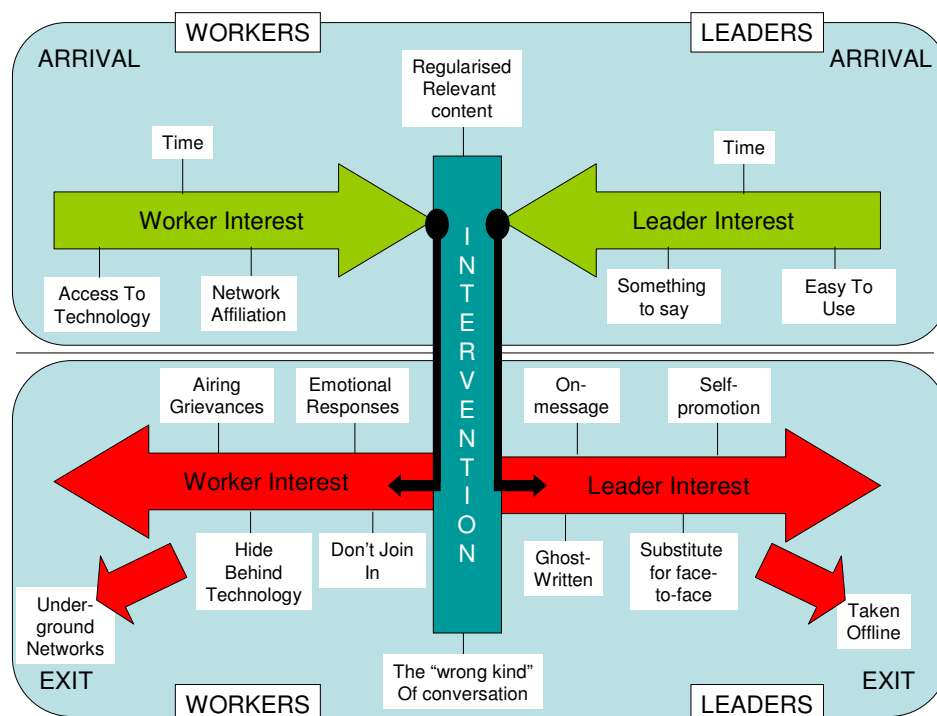 WORKERS
LEADERS
ARRIVAL
ARRIVAL
Regularised
Relevant
content
Time
Time
Worker Interest
Leader Interest
Access To
Technology
Network
Affiliation
Something
to say
Easy To
Use
INTERVENTION
Airing
Grievances
Emotional
Responses
On-
message
Self-
promotion
Worker Interest
Leader Interest
Hide
Behind
Technology
Don't Join
In
Ghost-
Written
Substitute
for face-
to-face
Under-
ground
Networks
Taken
Offline
The “wrong kind”
Of conversation
EXIT
EXIT
WORKERS
LEADERS